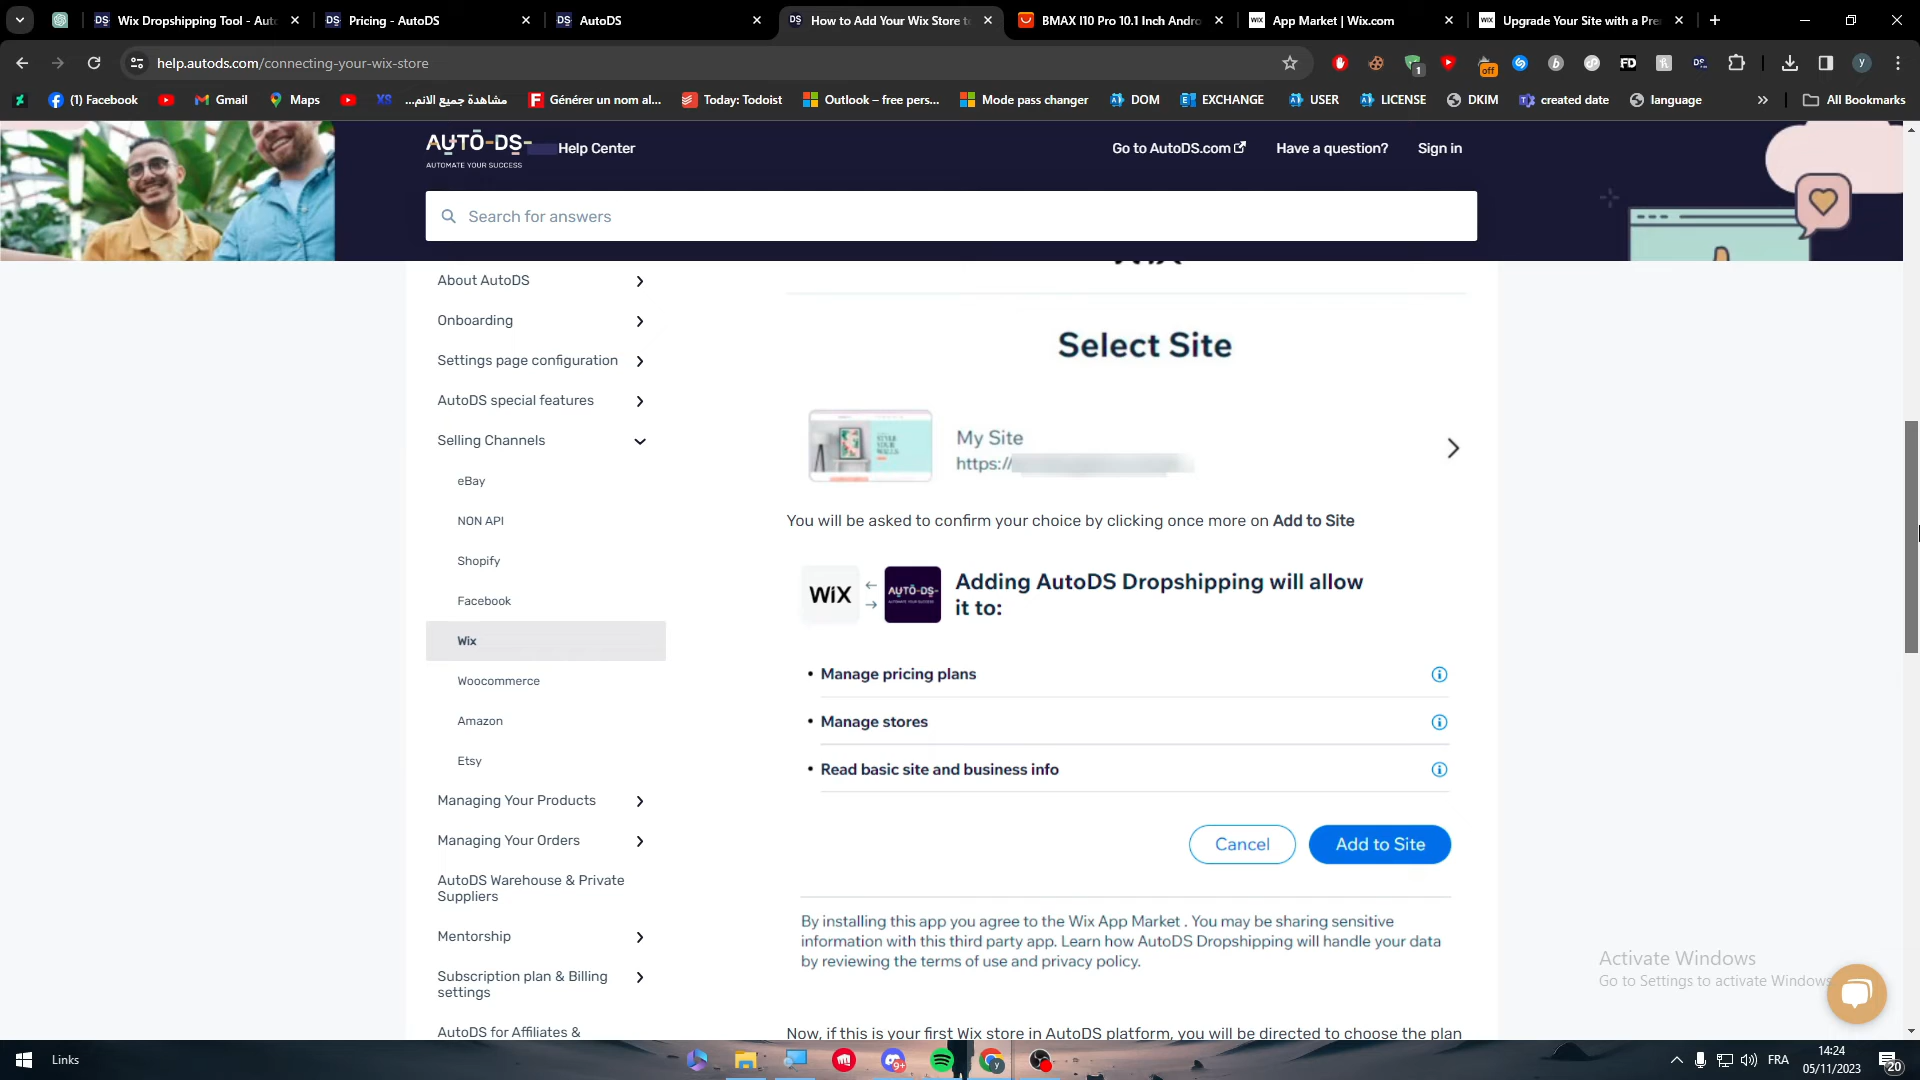 Wix Dropshipping Tool - Auto
Pricing - AutoDS
AutoDS
How to Add Your Wix Store to
BMAX I10 Pro 10.1 Inch Andro
App Market | Wix.com
Upgrade Your Site with a Pre
help.autods.com/connecting-your-wix-store
(1) Facebook
Gmail
Maps
مشاهدة جميع الانم...
Générer un nom al...
Today: Todoist
Outlook – free pers...
Mode pass changer
DOM
EXCHANGE
USER
LICENSE
DKIM
created date
language
All Bookmarks
AUTO-DS-
AUTOMATE YOUR SUCCESS
Help Center
Go to AutoDS.com
Have a question?
Sign in
Search for answers
About AutoDS
Onboarding
Settings page configuration
AutoDS special features
Selling Channels
eBay
NON API
Shopify
Facebook
Wix
Woocommerce
Amazon
Etsy
Managing Your Products
Managing Your Orders
AutoDS Warehouse & Private
Suppliers
Mentorship
Subscription plan & Billing
settings
AutoDS for Affiliates &
Select Site
My Site
https://
You will be asked to confirm your choice by clicking once more on Add to Site
WiX
AUTO-DS-
Adding AutoDS Dropshipping will allow
it to:
• Manage pricing plans
• Manage stores
• Read basic site and business info
Cancel
Add to Site
By installing this app you agree to the Wix App Market . You may be sharing sensitive
information with this third party app. Learn how AutoDS Dropshipping will handle your data
by reviewing the terms of use and privacy policy.
Now, if this is your first Wix store in AutoDS platform, you will be directed to choose the plan
Activate Windows
Go to Settings to activate Windows
Links
FRA
14:24
05/11/2023
20